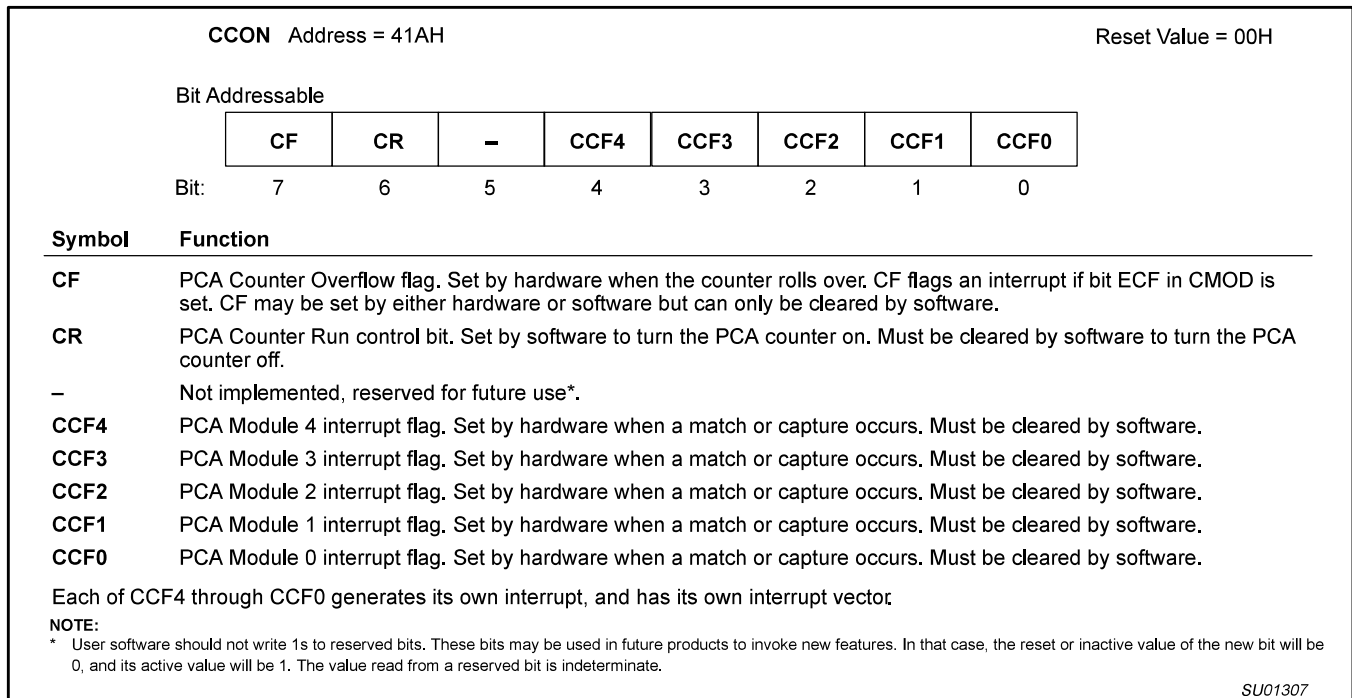 CCON Address = 41AH Reset Value = 00H
Bit Addressable
CF CR – CCF4 CCF3 CCF2 CCF1 CCF0
Bit: 7 6 5 4 3 2 1 0
Symbol Function
CF PCA Counter Overflow flag. Set by hardware when the counter rolls over. CF flags an interrupt if bit ECF in CMOD is
set. CF may be set by either hardware or software but can only be cleared by software.
CR PCA Counter Run control bit. Set by software to turn the PCA counter on. Must be cleared by software to turn the PCA
counter off.
– Not implemented, reserved for future use*.
CCF4 PCA Module 4 interrupt flag. Set by hardware when a match or capture occurs. Must be cleared by software.
CCF3 PCA Module 3 interrupt flag. Set by hardware when a match or capture occurs. Must be cleared by software.
CCF2 PCA Module 2 interrupt flag. Set by hardware when a match or capture occurs. Must be cleared by software.
CCF1 PCA Module 1 interrupt flag. Set by hardware when a match or capture occurs. Must be cleared by software.
CCF0 PCA Module 0 interrupt flag. Set by hardware when a match or capture occurs. Must be cleared by software.
Each of CCF4 through CCF0 generates its own interrupt, and has its own interrupt vector.
NOTE:
* User software should not write 1s to reserved bits. These bits may be used in future products to invoke new features. In that case, the reset or inactive value of the new bit will be
0, and its active value will be 1. The value read from a reserved bit is indeterminate.
SU01307